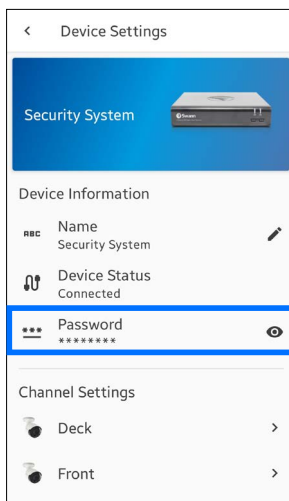 Device Settings
Security System
Swann
Device Information
ABC Name
Security System
Device Status
Connected
*** Password
********
Channel Settings
Deck
Front